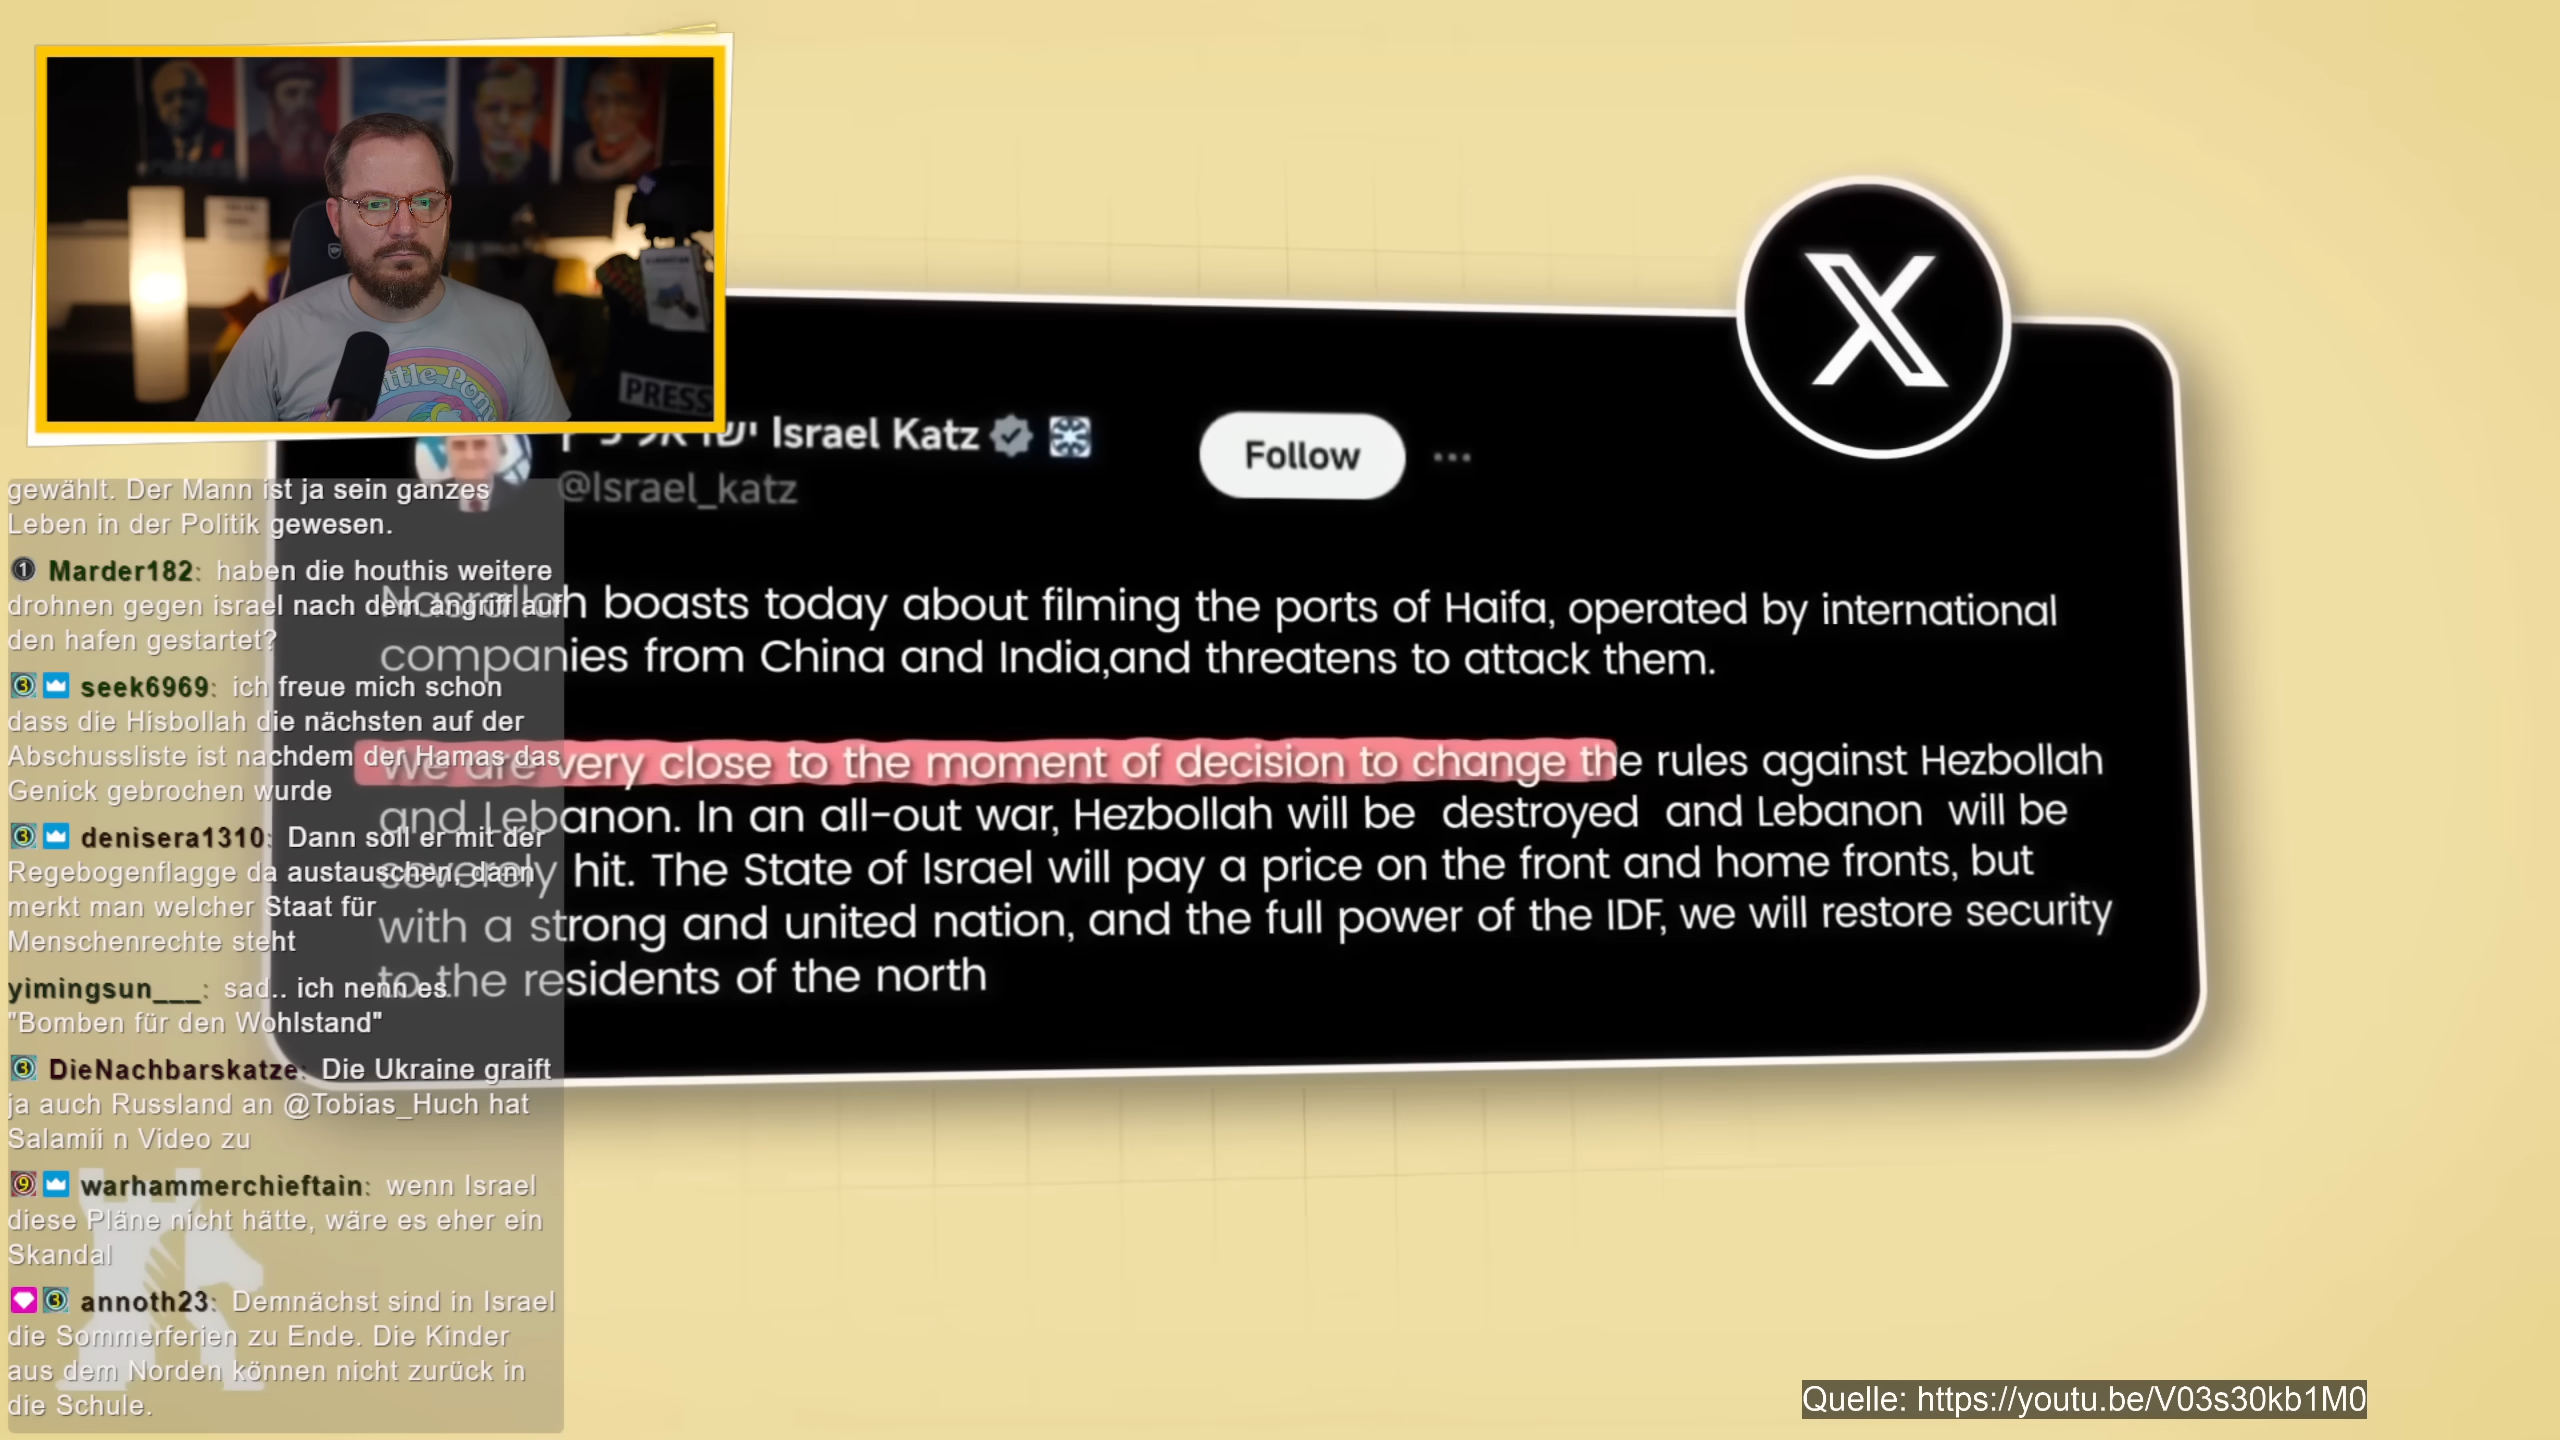 PRESS
ttle Pon
ישראל Israel Katz
Follow
@Israel_katz
Nasrallah boasts today about filming the ports of Haifa, operated by international
companies from China and India,and threatens to attack them.
We are very close to the moment of decision to change the rules against Hezbollah
and Lebanon. In an all-out war, Hezbollah will be  destroyed  and Lebanon  will be
severely hit. The State of Israel will pay a price on the front and home fronts, but
with a strong and united nation, and the full power of the IDF, we will restore security
to the residents of the north
gewählt. Der Mann ist ja sein ganzes
Leben in der Politik gewesen.
Marder182: haben die houthis weitere
drohnen gegen israel nach dem angriff auf
den hafen gestartet?
seek6969: ich freue mich schon
dass die Hisbollah die nächsten auf der
Abschussliste ist nachdem der Hamas das
Genick gebrochen wurde
denisera1310: Dann soll er mit der
Regebogenflagge da austauschen, dann
merkt man welcher Staat für
Menschenrechte steht
yimingsun___: sad.. ich nenn es
"Bomben für den Wohlstand"
DieNachbarskatze: Die Ukraine graift
ja auch Russland an @Tobias_Huch hat
Salamii n Video zu
warhammerchieftain: wenn Israel
diese Pläne nicht hätte, wäre es eher ein
Skandal
annoth23: Demnächst sind in Israel
die Sommerferien zu Ende. Die Kinder
aus dem Norden können nicht zurück in
die Schule.
Quelle: https://youtu.be/V03s30kb1M0